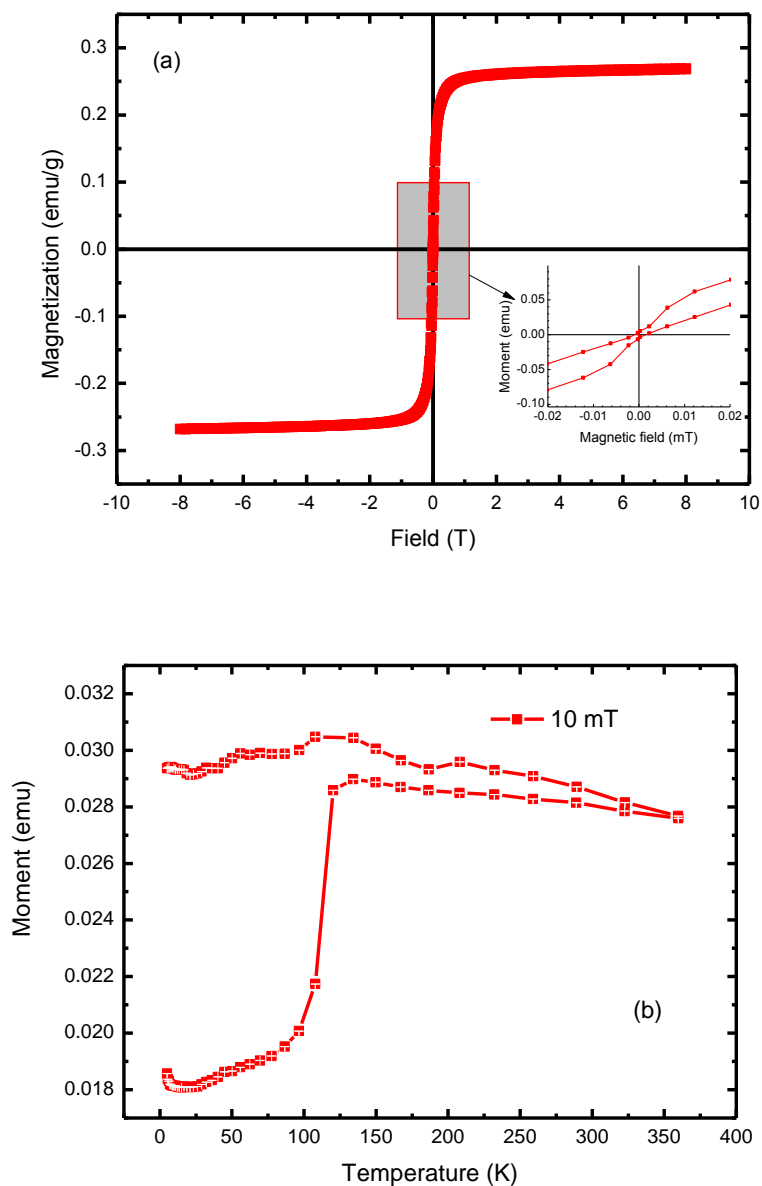 (a)
0.3
0.2
0.1
0.0
-0.1
-0.2
-0.3
Magnetization (emu/g)
-10 -8 -6 -4 -2 0 2 4 6 8 10
Field (T)
0.05
0.00
-0.05
-0.10
Moment (emu)
-0.02 -0.01 0.00 0.01 0.02
Magnetic field (mT)
0.032
0.030
0.028
0.026
0.024
0.022
0.020
0.018
Moment (emu)
10 mT
(b)
0 50 100 150 200 250 300 350 400
Temperature (K)